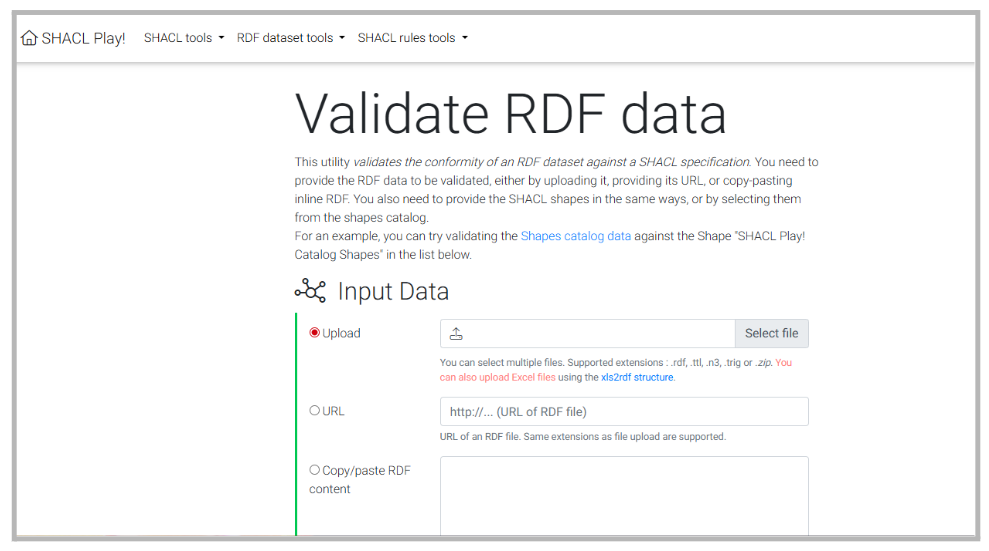 SHACL Play! SHACL tools RDF dataset tools SHACL rules tools
Validate RDF data
This utility validates the conformity of an RDF dataset against a SHACL specification. You need to
provide the RDF data to be validated, either by uploading it, providing its URL, or copy-pasting
inline RDF. You also need to provide the SHACL shapes in the same ways, or by selecting them
from the shapes catalog.
For an example, you can try validating the Shapes catalog data against the Shape "SHACL Play!
Catalog Shapes" in the list below.
Input Data
Upload Select file
You can select multiple files. Supported extensions : .rdf, .ttl, .n3, .trig or .zip. You
can also upload Excel files using the xls2rdf structure.
URL http://... (URL of RDF file)
URL of an RDF file. Same extensions as file upload are supported.
Copy/paste RDF
content